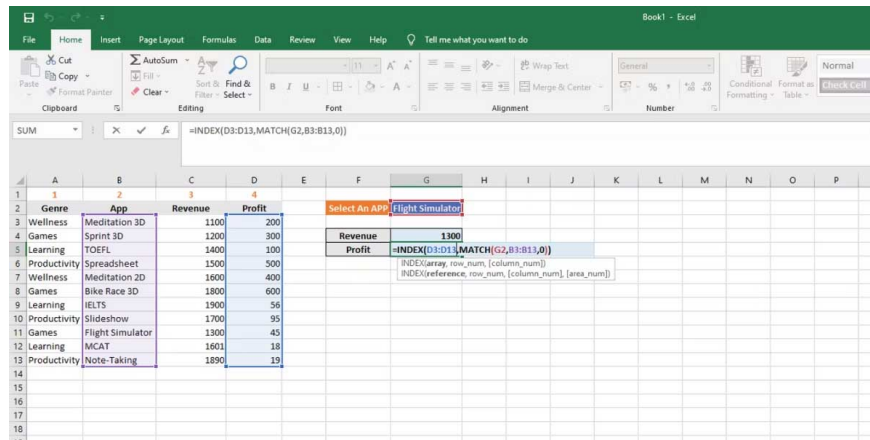 Book1 - Excel
File Home Insert Page Layout Formulas Data Review View Help Tell me what you want to do
Paste Cut Copy Format Painter Clipboard
AutoSum Fill Clear Sort & Filter Find & Select Editing
11 A A B I U A Font
Wrap Text Merge & Center Alignment
General % Number
Conditional Formatting Format as Table Normal Check Cell
SUM fx =INDEX(D3:D13,MATCH(G2,B3:B13,0))
A B C D E F G H I J K L M N O P
1 1 2 3 4
2 Genre App Revenue Profit Select An APP Flight Simulator
3 Wellness Meditation 3D 1100 200
4 Games Sprint 3D 1200 300 Revenue 1300
5 Learning TOEFL 1400 100 Profit =INDEX(D3:D13,MATCH(G2,B3:B13,0))
6 Productivity Spreadsheet 1500 500 INDEX(array, row_num, [column_num])
7 Wellness Meditation 2D 1600 400 INDEX(reference, row_num, [column_num], [area_num])
8 Games Bike Race 3D 1800 600
9 Learning IELTS 1900 56
10 Productivity Slideshow 1700 95
11 Games Flight Simulator 1300 45
12 Learning MCAT 1601 18
13 Productivity Note-Taking 1890 19
14
15
16
17
18